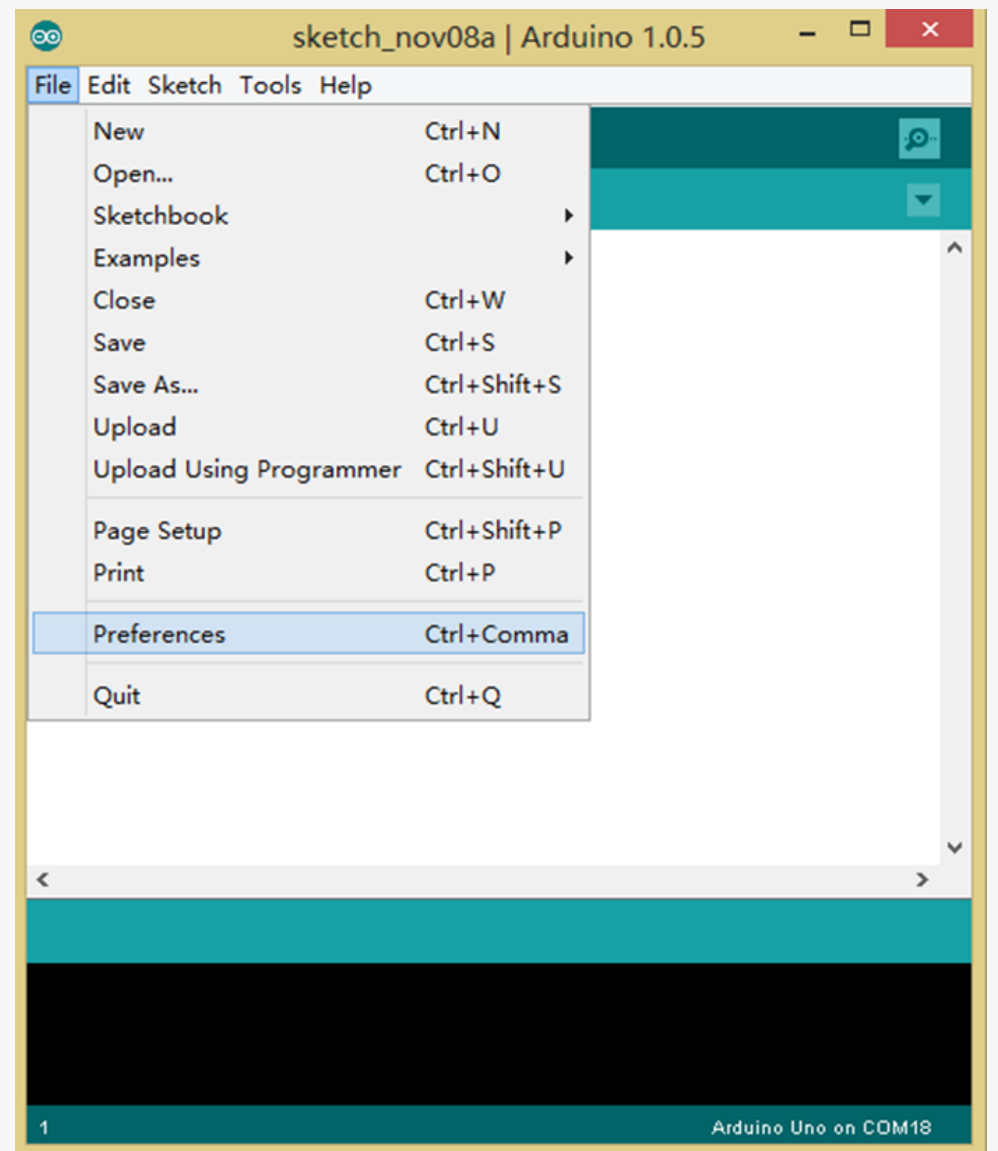 sketch_nov08a | Arduino 1.0.5
File Edit Sketch Tools Help
New Ctrl+N
Open... Ctrl+O
Sketchbook
Examples
Close Ctrl+W
Save Ctrl+S
Save As... Ctrl+Shift+S
Upload Ctrl+U
Upload Using Programmer Ctrl+Shift+U
Page Setup Ctrl+Shift+P
Print Ctrl+P
Preferences Ctrl+Comma
Quit Ctrl+Q
1 Arduino Uno on COM18